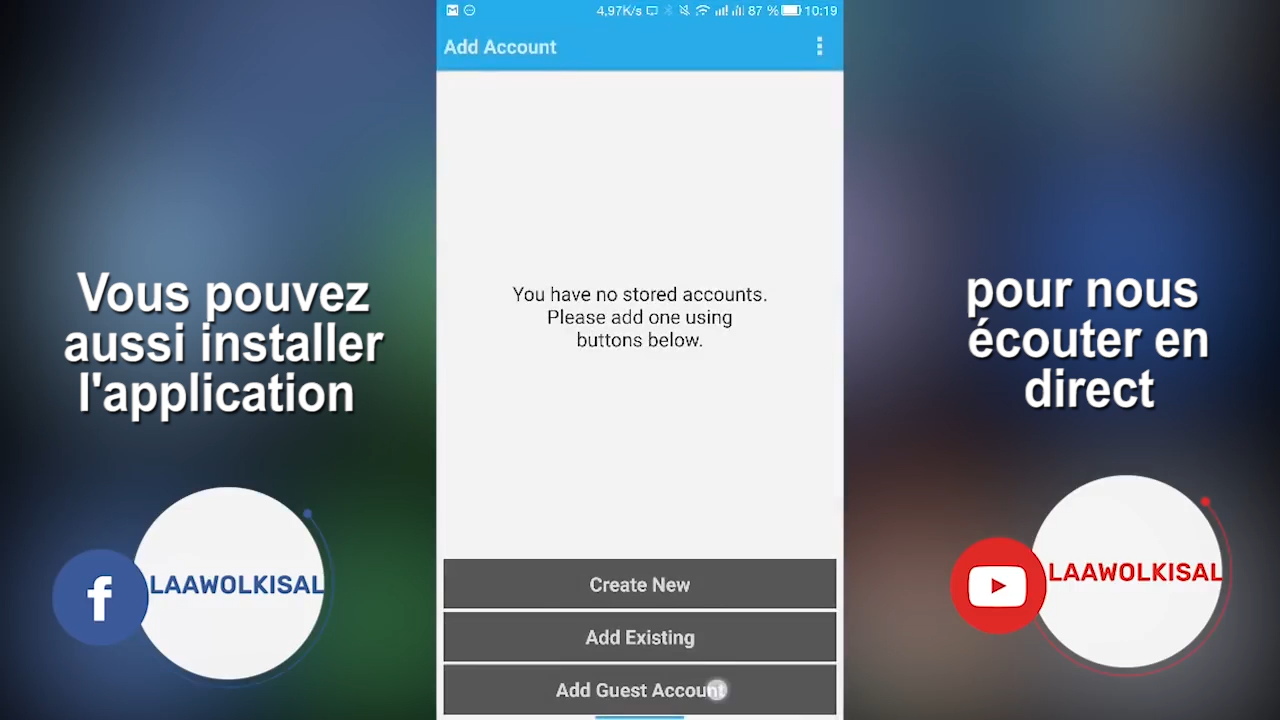 4,97K/s 87 % 10:19
Add Account
Vous pouvez
aussi installer
l'application
You have no stored accounts.
Please add one using
buttons below.
pour nous
écouter en
direct
f LAAWOLKISAL
LAAWOLKISAL
Create New
Add Existing
Add Guest Account